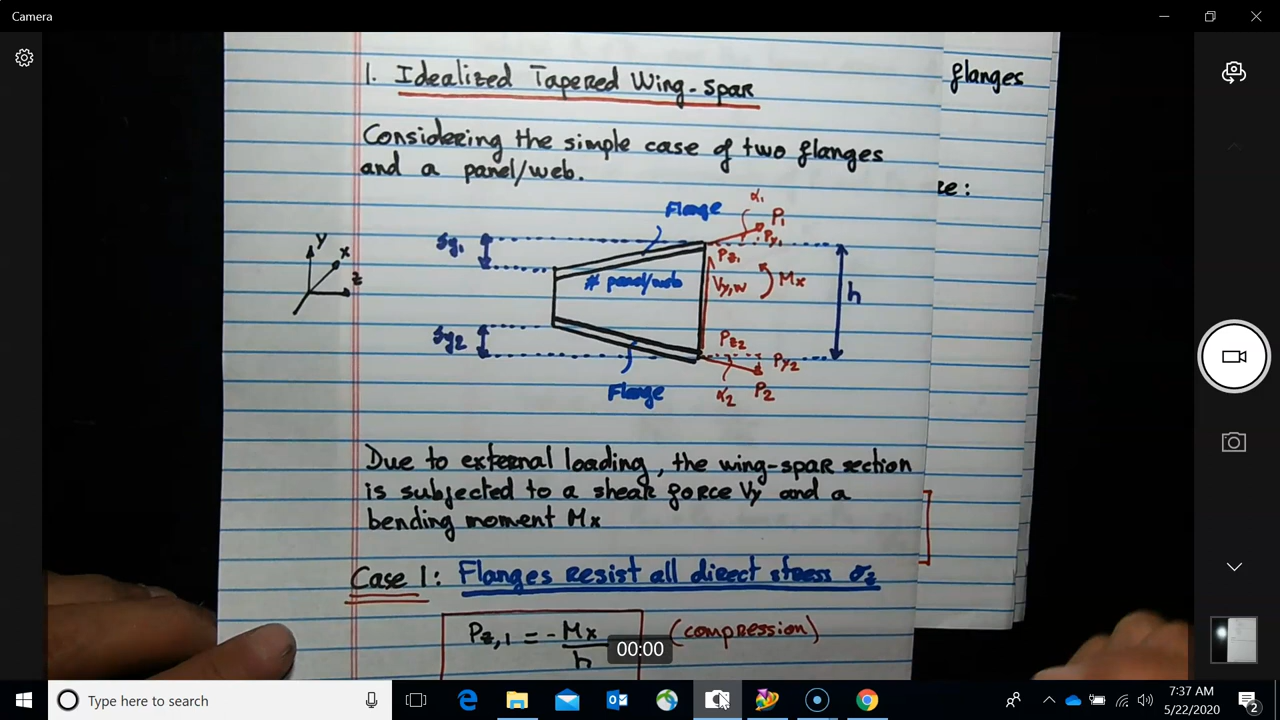 Camera
1. Idealized Tapered Wing-spar
flanges
Considering the simple case of two flanges
and a panel/web.
re:
Flange
α1
P1
Py1
δy1
Pz1
y
x
z
# panel/web
Vy,w
Mx
h
δy2
Pz2
Py2
Flange
α2
P2
Due to external loading, the wing-spar section
is subjected to a shear force Vy and a
bending moment Mx
Case 1: Flanges resist all direct stress σz
Pz,1 = - Mx
h
(compression)
00:00
Type here to search
7:37 AM
5/22/2020
2